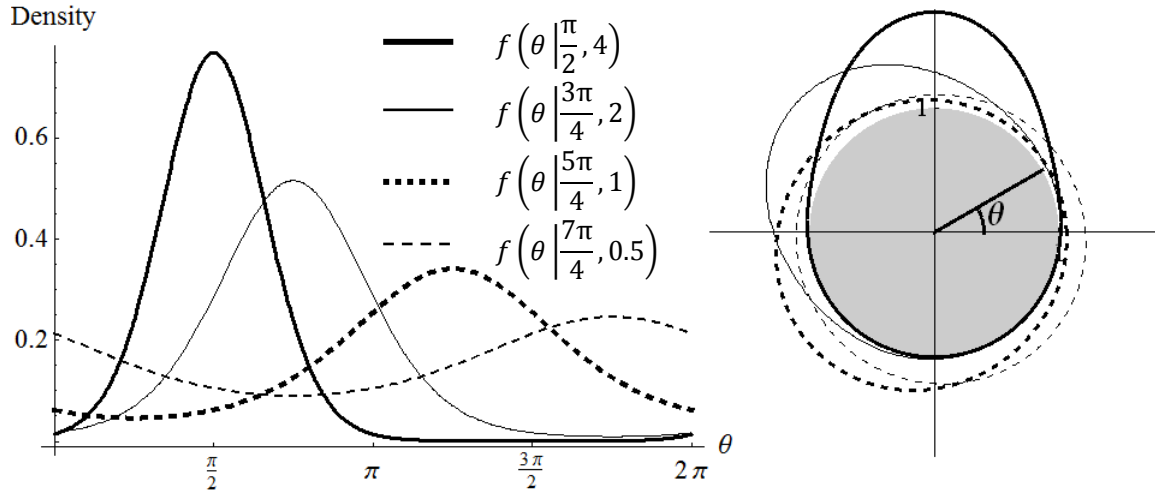 Density
0.6
0.4
0.2
π/2
π
3π/2
2π
θ
f(θ|π/2, 4)
f(θ|3π/4, 2)
f(θ|5π/4, 1)
f(θ|7π/4, 0.5)
1
θ